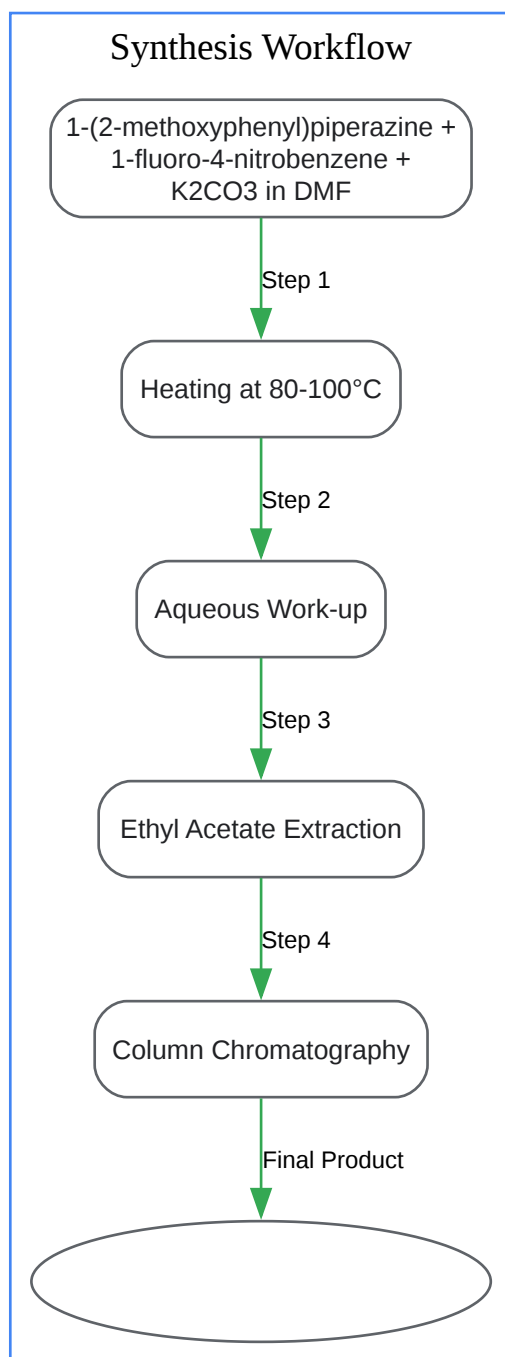 Synthesis Workflow
1-(2-methoxyphenyl)piperazine +
1-fluoro-4-nitrobenzene +
K2CO3 in DMF
Step 1
Heating at 80-100°C
Step 2
Aqueous Work-up
Step 3
Ethyl Acetate Extraction
Step 4
Column Chromatography
Final Product